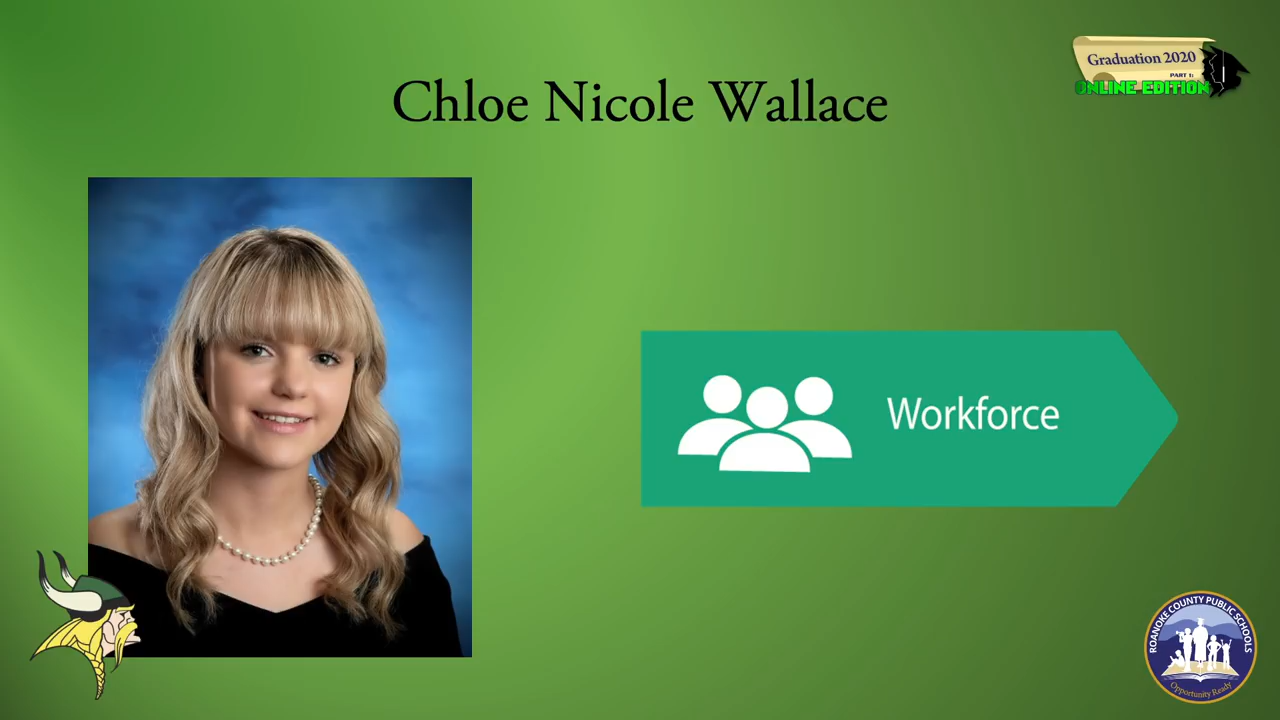 Graduation 2020
PART 1:
ONLINE EDITION
Chloe Nicole Wallace
Workforce
ROANOKE COUNTY PUBLIC SCHOOLS
Opportunity Ready